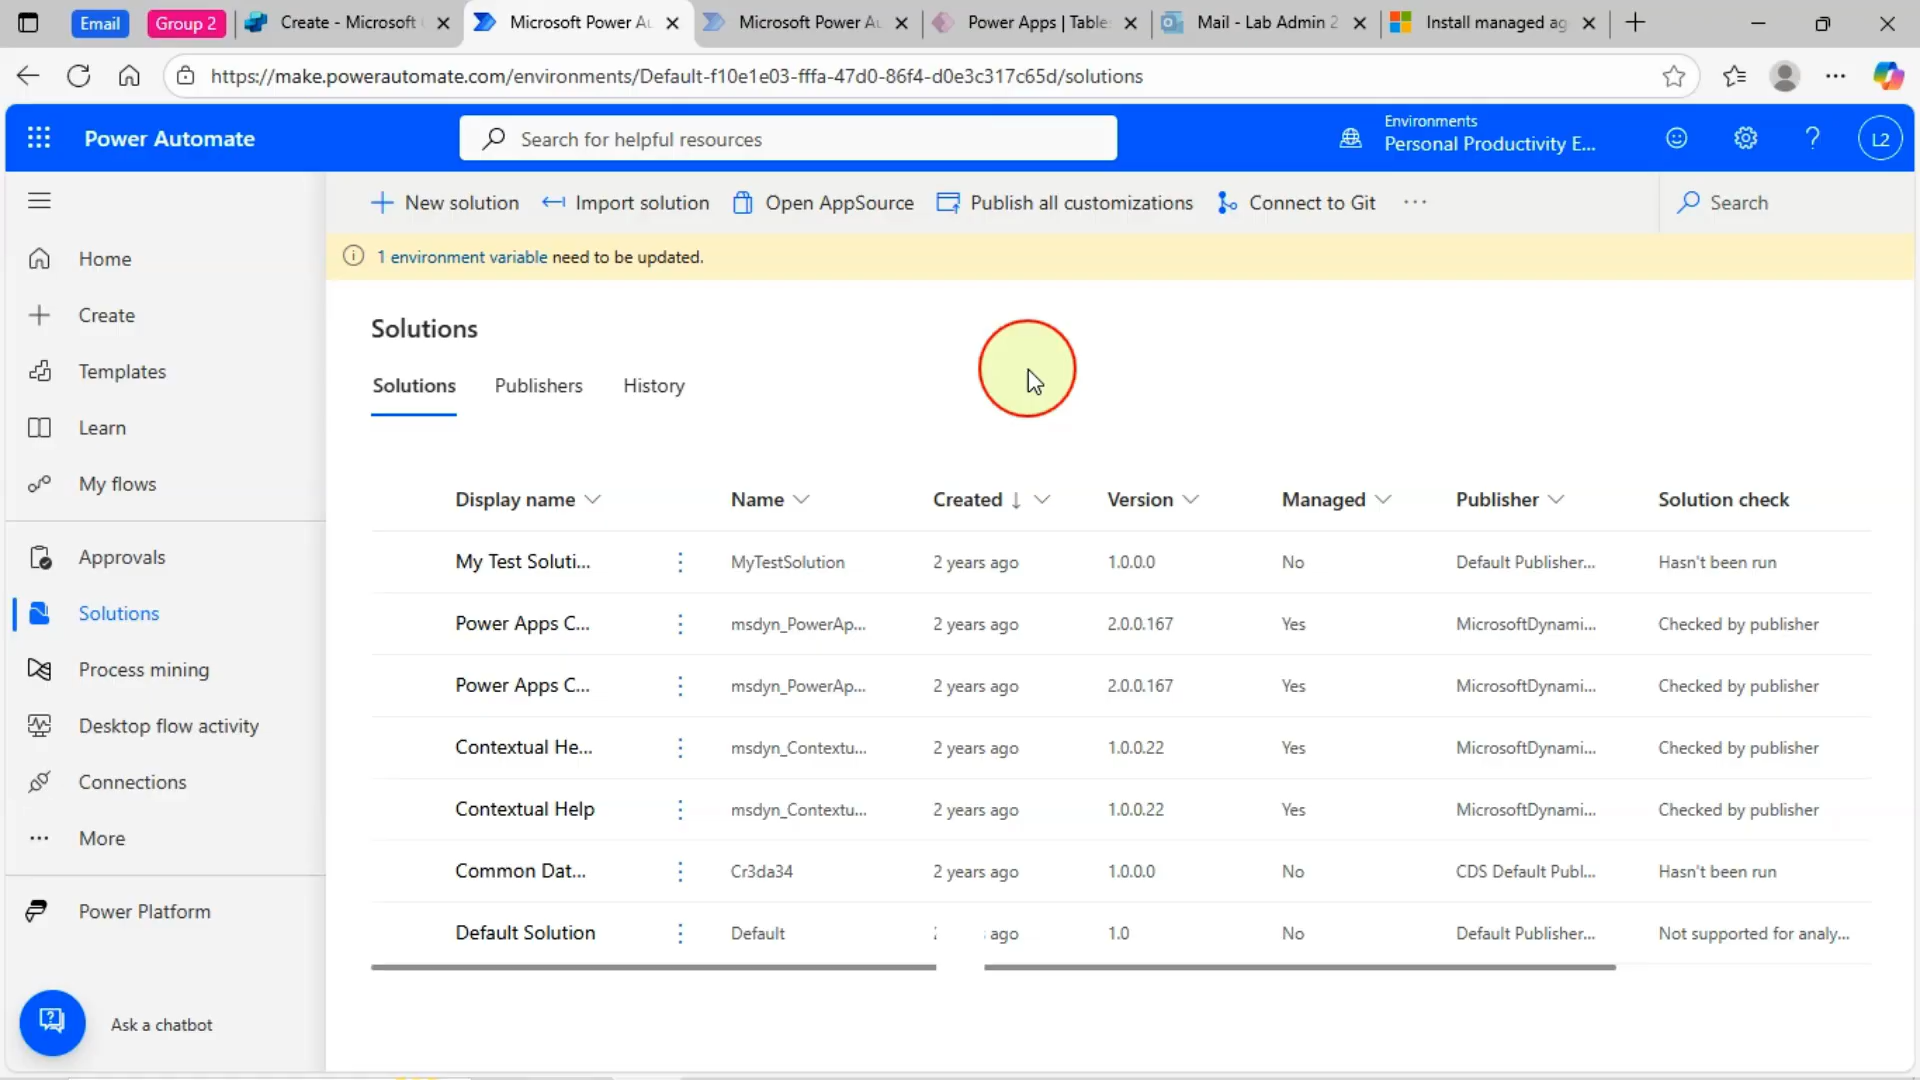 Email
Group 2
Create - Microsoft
Microsoft Power Au
Microsoft Power Au
Power Apps | Table
Mail - Lab Admin 2
Install managed ag
https://make.powerautomate.com/environments/Default-f10e1e03-fffa-47d0-86f4-d0e3c317c65d/solutions
Power Automate
Search for helpful resources
Environments
Personal Productivity E...
L2
New solution
Import solution
Open AppSource
Publish all customizations
Connect to Git
Search
1 environment variable need to be updated.
Home
Create
Templates
Learn
My flows
Approvals
Solutions
Process mining
Desktop flow activity
Connections
More
Power Platform
Ask a chatbot
Solutions
Solutions Publishers History
Display name Name Created Version Managed Publisher Solution check
My Test Soluti... MyTestSolution 2 years ago 1.0.0.0 No Default Publisher... Hasn't been run
Power Apps C... msdyn_PowerAp... 2 years ago 2.0.0.167 Yes MicrosoftDynami... Checked by publisher
Power Apps C... msdyn_PowerAp... 2 years ago 2.0.0.167 Yes MicrosoftDynami... Checked by publisher
Contextual He... msdyn_Contextu... 2 years ago 1.0.0.22 Yes MicrosoftDynami... Checked by publisher
Contextual Help msdyn_Contextu... 2 years ago 1.0.0.22 Yes MicrosoftDynami... Checked by publisher
Common Dat... Cr3da34 2 years ago 1.0.0.0 No CDS Default Publ... Hasn't been run
Default Solution Default ago 1.0 No Default Publisher... Not supported for analy...